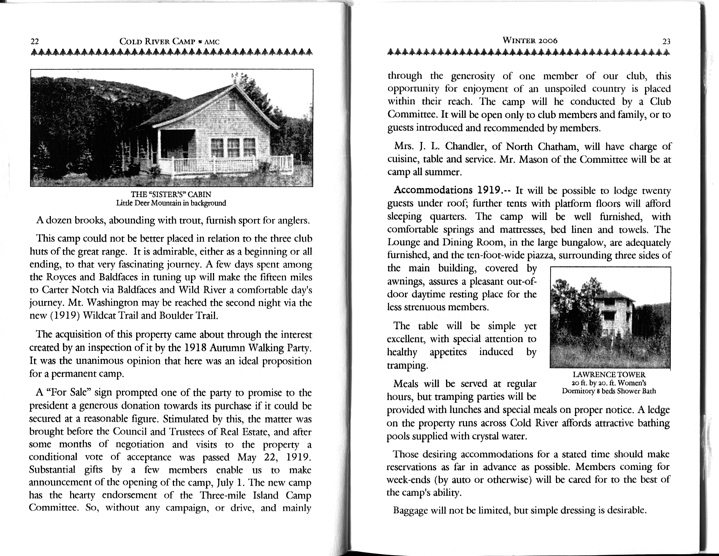 22
COLD RIVER CAMP • AMC
THE "SISTER'S" CABIN
Little Deer Mountain in background
A dozen brooks, abounding with trout, furnish sport for anglers.
This camp could not be better placed in relation to the three club
huts of the great range. It is admirable, either as a beginning or all
ending, to that very fascinating journey. A few days spent among
the Royces and Baldfaces in tuning up will make the fifteen miles
to Carter Notch via Baldfaces and Wild River a comfortable day's
journey. Mt. Washington may be reached the second night via the
new (1919) Wildcat Trail and Boulder Trail.
The acquisition of this property came about through the interest
created by an inspection of it by the 1918 Autumn Walking Party.
It was the unanimous opinion that here was an ideal proposition
for a permanent camp.
A "For Sale" sign prompted one of the party to promise to the
president a generous donation towards its purchase if it could be
secured at a reasonable figure. Stimulated by this, the matter was
brought before the Council and Trustees of Real Estate, and after
some months of negotiation and visits to the property a
conditional vote of acceptance was passed May 22, 1919.
Substantial gifts by a few members enable us to make
announcement of the opening of the camp, July 1. The new camp
has the hearty endorsement of the Three-mile Island Camp
Committee. So, without any campaign, or drive, and mainly
WINTER 2006
23
through the generosity of one member of our club, this
opportunity for enjoyment of an unspoiled country is placed
within their reach. The camp will he conducted by a Club
Committee. It will be open only to club members and family, or to
guests introduced and recommended by members.
Mrs. J. L. Chandler, of North Chatham, will have charge of
cuisine, table and service. Mr. Mason of the Committee will be at
camp all summer.
Accommodations 1919.-- It will be possible to lodge twenty
guests under roof; further tents with platform floors will afford
sleeping quarters. The camp will be well furnished, with
comfortable springs and mattresses, bed linen and towels. The
Lounge and Dining Room, in the large bungalow, are adequately
furnished, and the ten-foot-wide piazza, surrounding three sides of
the main building, covered by
awnings, assures a pleasant out-of-
door daytime resting place for the
less strenuous members.
The table will be simple yet
excellent, with special attention to
healthy appetites induced by
tramping.
LAWRENCE TOWER
20 ft. by 20. ft. Women's
Dormitory 8 beds Shower Bath
Meals will be served at regular
hours, but tramping parties will be
provided with lunches and special meals on proper notice. A ledge
on the property runs across Cold River affords attractive bathing
pools supplied with crystal water.
Those desiring accommodations for a stated time should make
reservations as far in advance as possible. Members coming for
week-ends (by auto or otherwise) will be cared for to the best of
the camp's ability.
Baggage will not be limited, but simple dressing is desirable.